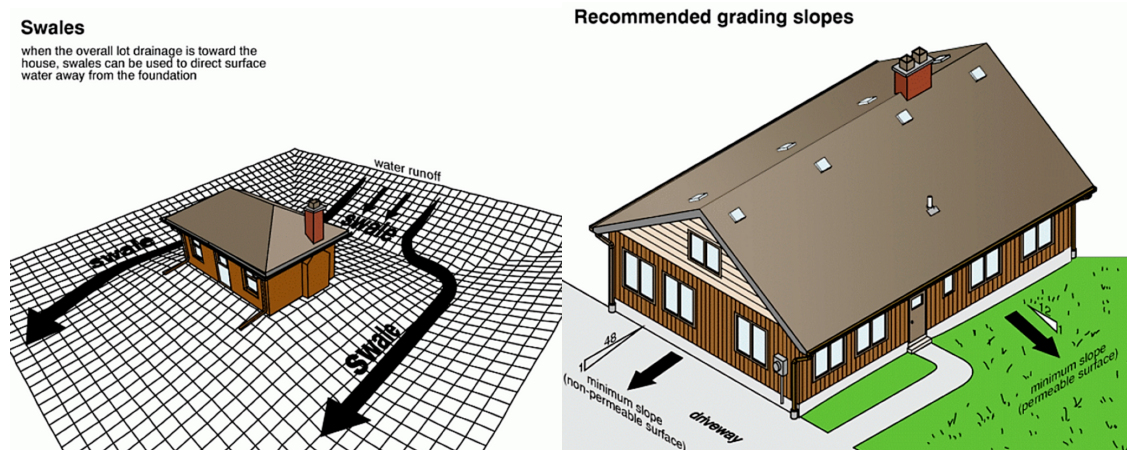 Swales
when the overall lot drainage is toward the
house, swales can be used to direct surface
water away from the foundation
water runoff
swale
swale
swale
Recommended grading slopes
48
1
minimum slope
(non-permeable surface)
driveway
12
minimum slope
(permeable surface)